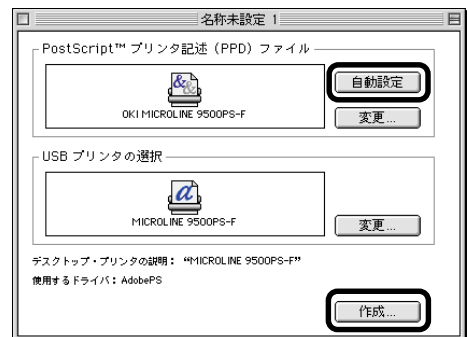 名称未設定 1
PostScript™ プリンタ記述（PPD）ファイル
自動設定
OKI MICROLINE 9500PS-F
変更...
USB プリンタの選択
MICROLINE 9500PS-F
変更...
デスクトップ・プリンタの説明： “MICROLINE 9500PS-F”
使用するドライバ：AdobePS
作成...